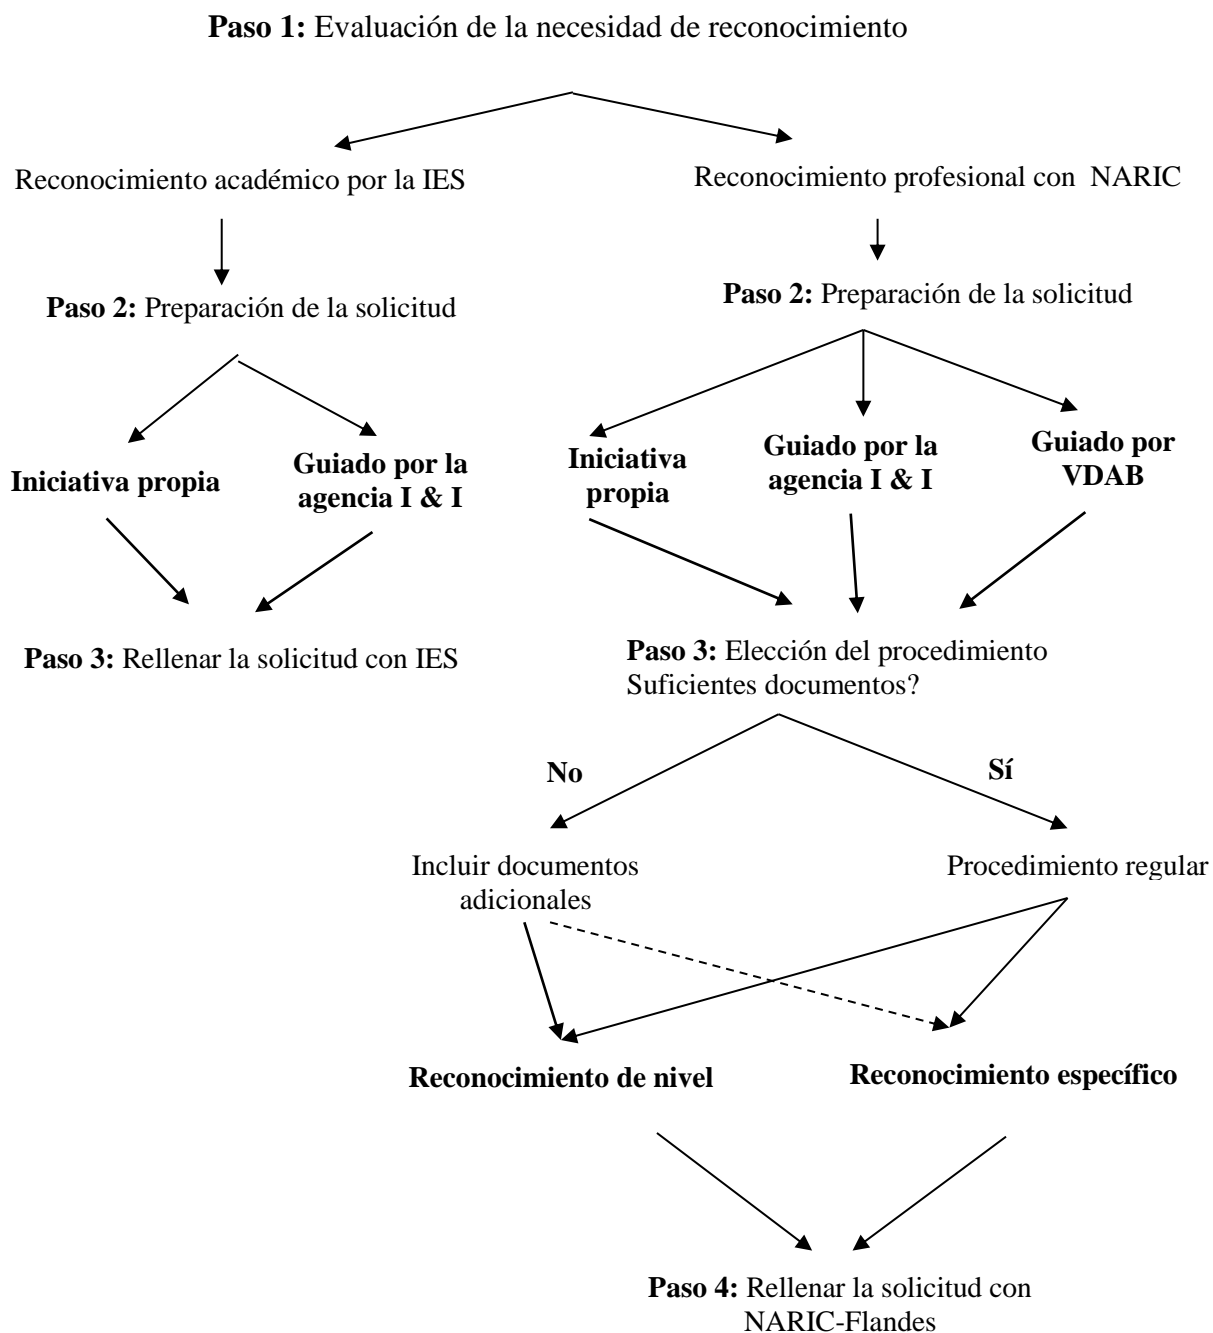 Paso 1: Evaluación de la necesidad de reconocimiento
Reconocimiento académico por la IES
Reconocimiento profesional con NARIC
Paso 2: Preparación de la solicitud
Paso 2: Preparación de la solicitud
Iniciativa propia
Guiado por la
agencia I & I
Iniciativa
propia
Guiado por la
agencia I & I
Guiado por
VDAB
Paso 3: Rellenar la solicitud con IES
Paso 3: Elección del procedimiento
Suficientes documentos?
No
Sí
Incluir documentos
adicionales
Procedimiento regular
Reconocimiento de nivel
Reconocimiento específico
Paso 4: Rellenar la solicitud con
NARIC-Flandes